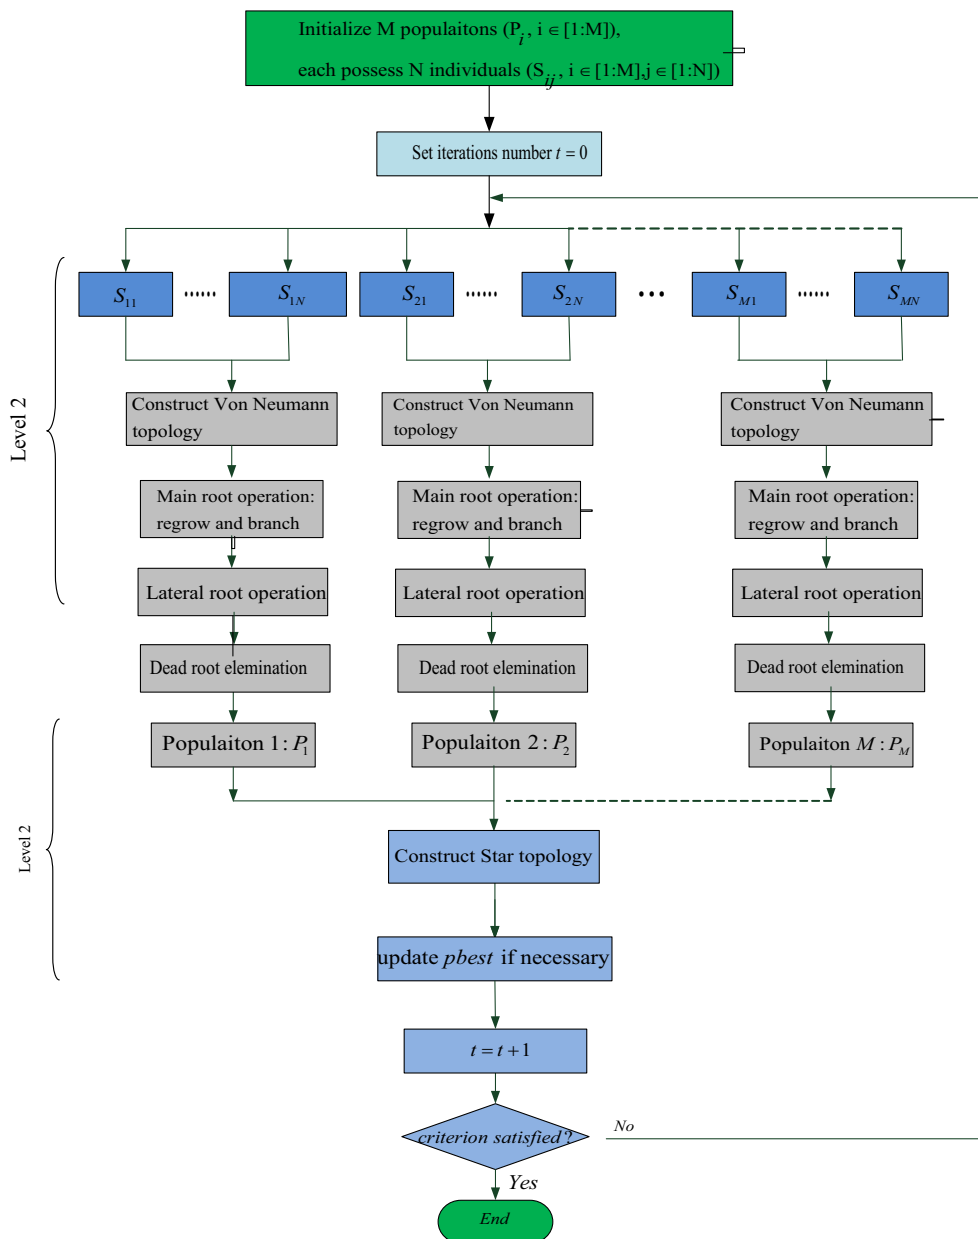 Initialize M populaitons (P_i, i ∈ [1:M]),
each possess N individuals (S_ij, i ∈ [1:M],j ∈ [1:N])
Set iterations number t = 0
S_11 ······ S_1N S_21 ······ S_2N ··· S_M1 ······ S_MN
Level 2
Construct Von Neumann
topology
Construct Von Neumann
topology
Construct Von Neumann
topology
Main root operation:
regrow and branch
Main root operation:
regrow and branch
Main root operation:
regrow and branch
Lateral root operation
Lateral root operation
Lateral root operation
Dead root elemination
Dead root elemination
Dead root elemination
Populaiton 1 : P_1
Populaiton 2 : P_2
Populaiton M : P_M
Level 2
Construct Star topology
update pbest if necessary
t = t + 1
criterion satisfied ?
No
Yes
End